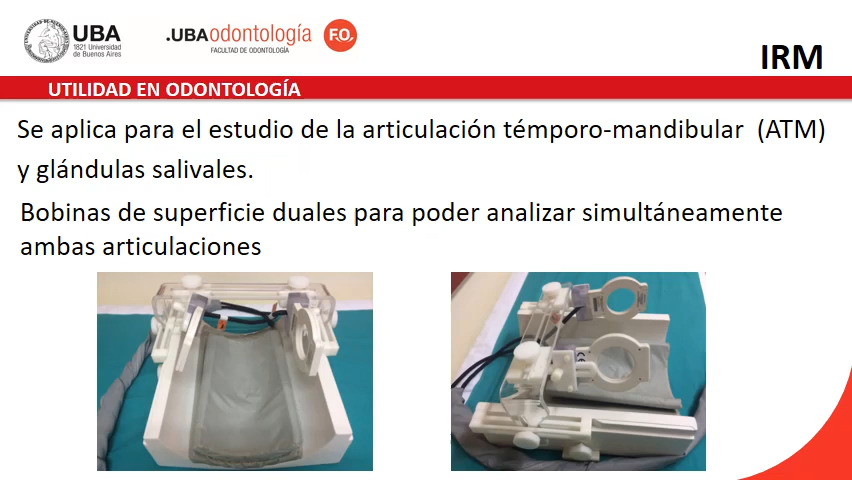 UBA
1821 Universidad
de Buenos Aires
.UBAodontología
FACULTAD DE ODONTOLOGÍA
F.O.
IRM
UTILIDAD EN ODONTOLOGÍA
Se aplica para el estudio de la articulación témporo-mandibular (ATM)
y glándulas salivales.
Bobinas de superficie duales para poder analizar simultáneamente
ambas articulaciones